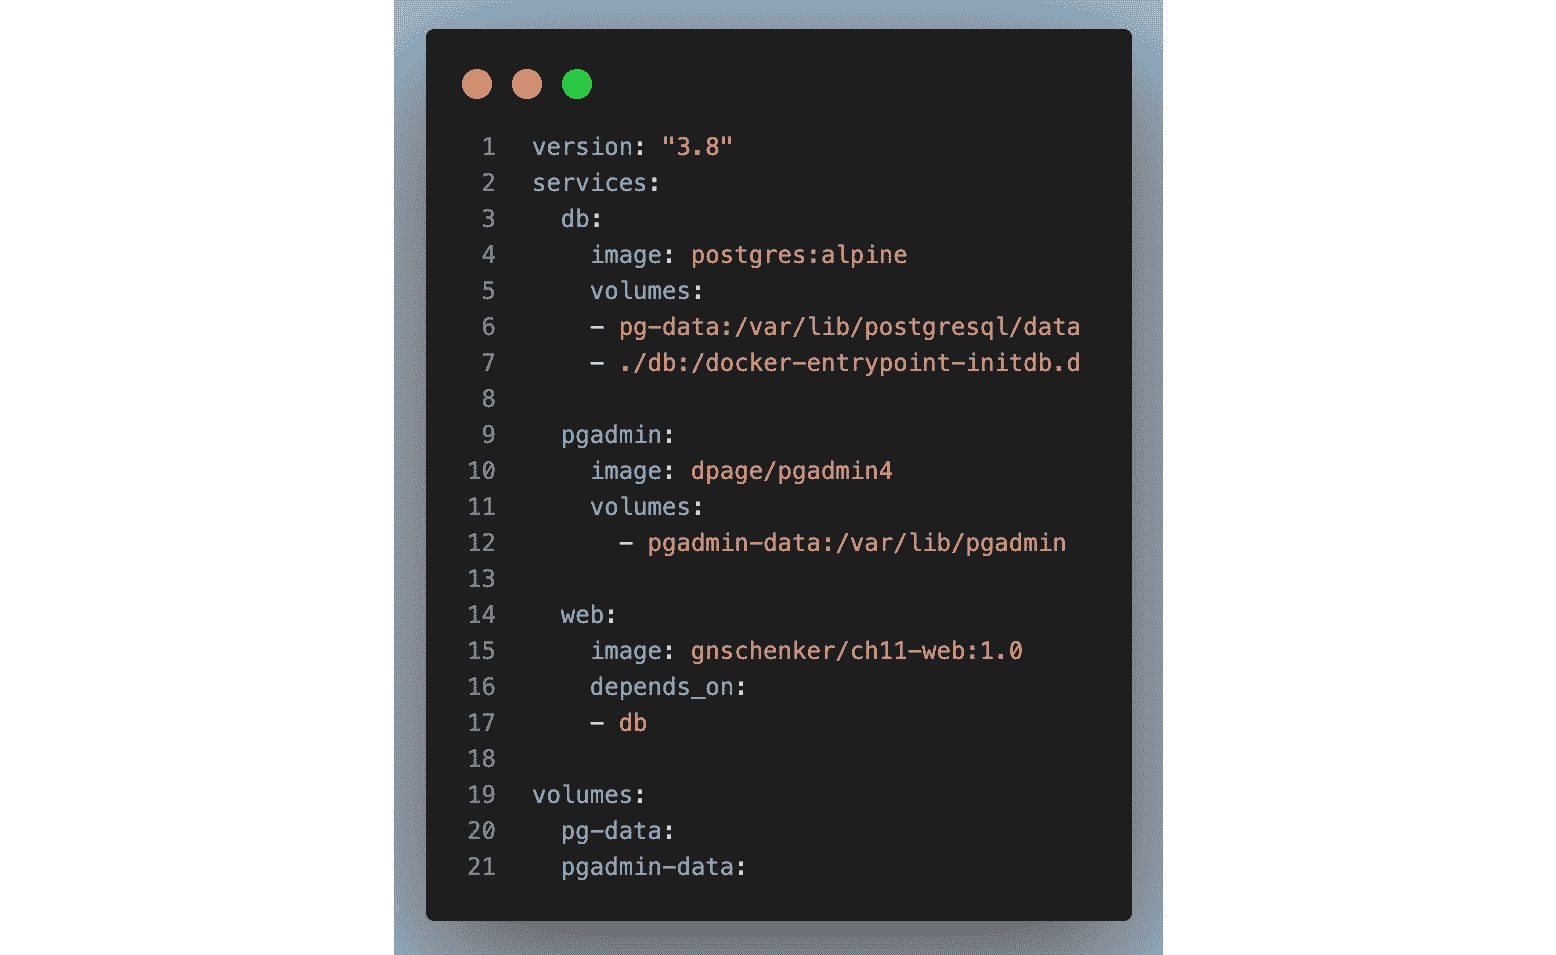 1 version: "3.8"
2 services:
3   db:
4     image: postgres:alpine
5     volumes:
6     - pg-data:/var/lib/postgresql/data
7     - ./db:/docker-entrypoint-initdb.d
8
9   pgadmin:
10     image: dpage/pgadmin4
11     volumes:
12       - pgadmin-data:/var/lib/pgadmin
13
14   web:
15     image: gnschenker/ch11-web:1.0
16     depends_on:
17     - db
18
19 volumes:
20   pg-data:
21   pgadmin-data: